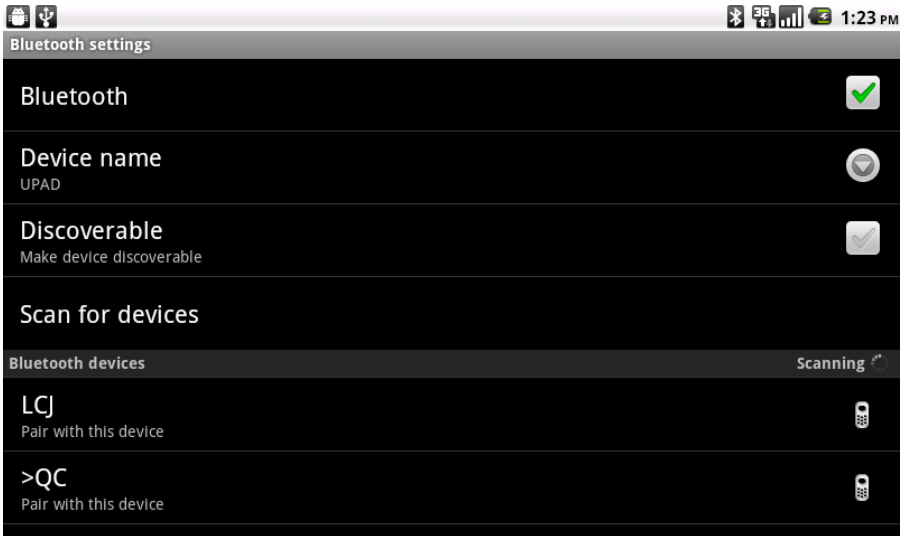 3G 1:23 PM
Bluetooth settings
Bluetooth
Device name
UPAD
Discoverable
Make device discoverable
Scan for devices
Bluetooth devices Scanning
LCJ
Pair with this device
>QC
Pair with this device